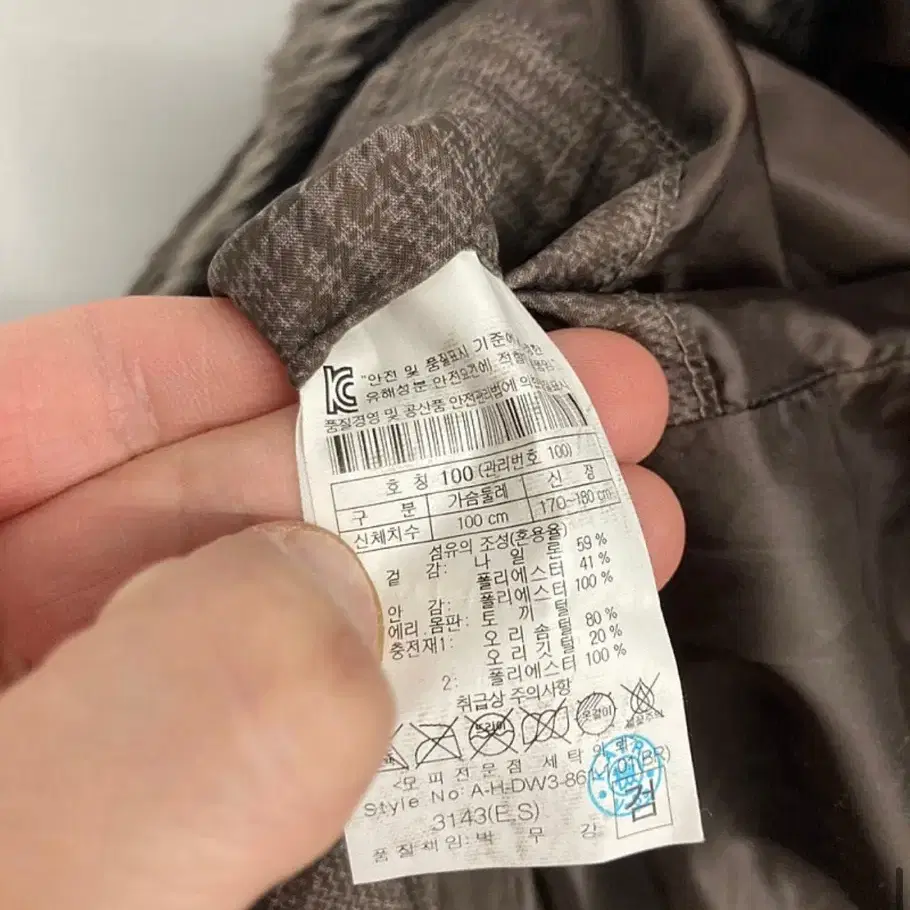 "안전 및 품질표시 기준에
유해성분 안전요건에 적합
품질경영 및 공산품 안전관리법에 의한
호 칭 100 (관리번호 100)
구 분 가슴둘레 신 장
신체치수 100 cm 170~180 cm
섬유의 조성(혼용율)
겉 감: 나 일 론 59 %
폴리에스터 41 %
안 감: 폴리에스터 100 %
에리 몸판: 토 끼 털
충전재1: 오 리 솜 털 80 %
오 리 깃 털 20 %
2: 폴리에스터 100 %
취급상 주의사항
드라이
옷걸이
<모 피 전 문 점 세 탁
Style No: A-H-DW3-86
(BR)
3143(E,S)
검
품 질 책 임: 박 무 강